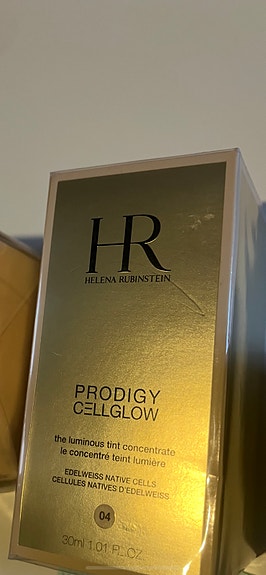 HR
HELENA RUBINSTEIN
PRODIGY
CELLGLOW
the luminous tint concentrate
le concentré teint lumière
EDELWEISS NATIVE CELLS
CELLULES NATIVES D'EDELWEISS
04
30ml 1.01 FL.OZ